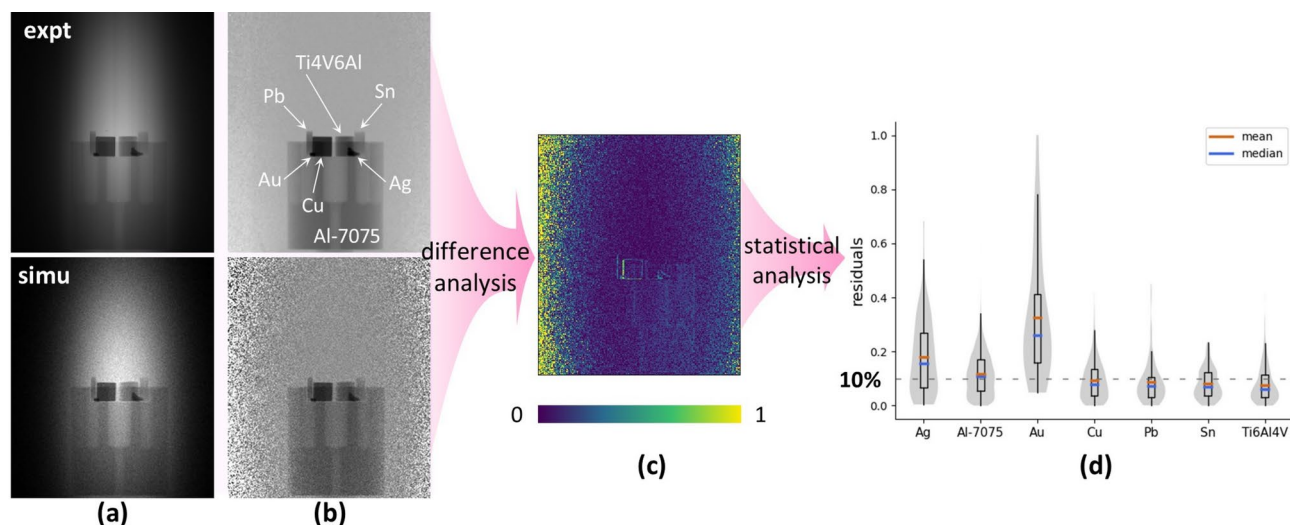 expt
simu
(a)
Ti4V6Al
Pb
Sn
Au
Cu
Ag
Al-7075
(b)
difference
analysis
0
1
(c)
statistical
analysis
1.0
0.8
0.6
0.4
0.2
0.0
residuals
10%
mean
median
Ag
Al-7075
Au
Cu
Pb
Sn
Ti6Al4V
(d)